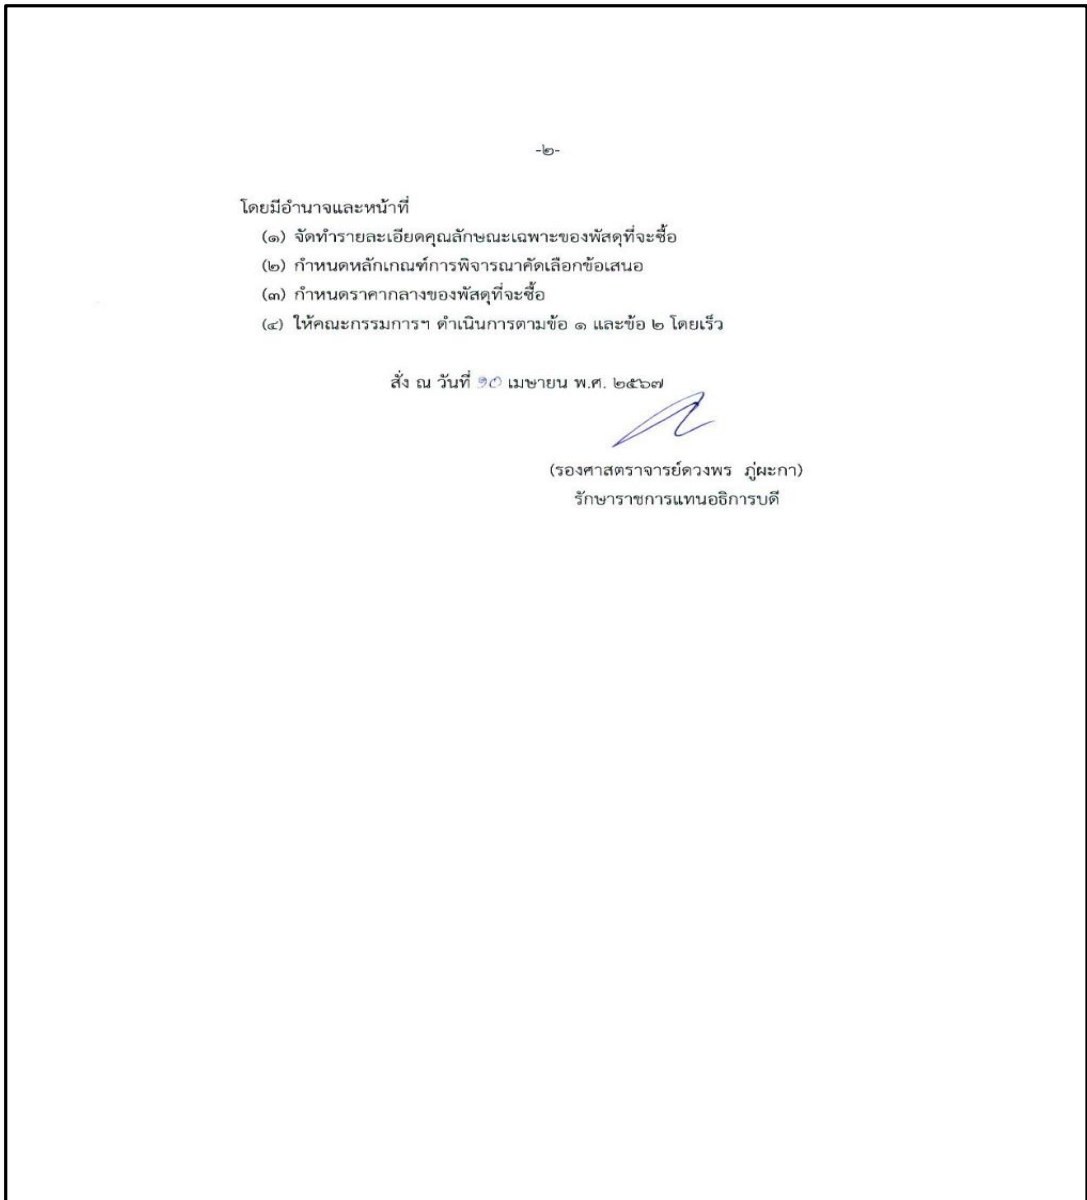 -๒-
โดยมีอำนาจและหน้าที่
(๑) จัดทำรายละเอียดคุณลักษณะเฉพาะของพัสดุที่จะซื้อ
(๒) กำหนดหลักเกณฑ์การพิจารณาคัดเลือกข้อเสนอ
(๓) กำหนดราคากลางของพัสดุที่จะซื้อ
(๔) ให้คณะกรรมการฯ ดำเนินการตามข้อ ๑ และข้อ ๒ โดยเร็ว
สั่ง ณ วันที่ ๑๐ เมษายน พ.ศ. ๒๕๖๗
(รองศาสตราจารย์ดวงพร ภู่ผะกา)
รักษาราชการแทนอธิการบดี